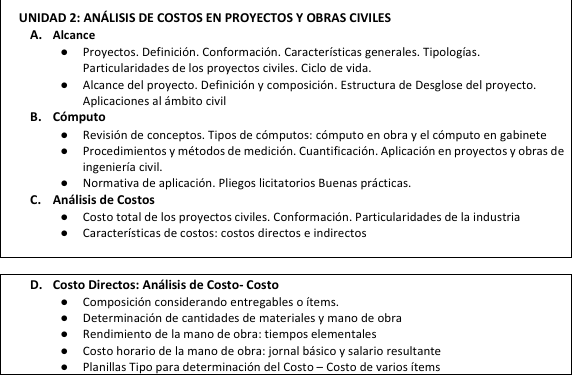 UNIDAD 2: ANÁLISIS DE COSTOS EN PROYECTOS Y OBRAS CIVILES
A. Alcance
● Proyectos. Definición. Conformación. Características generales. Tipologías.
Particularidades de los proyectos civiles. Ciclo de vida.
● Alcance del proyecto. Definición y composición. Estructura de Desglose del proyecto.
Aplicaciones al ámbito civil
B. Cómputo
● Revisión de conceptos. Tipos de cómputos: cómputo en obra y el cómputo en gabinete
● Procedimientos y métodos de medición. Cuantificación. Aplicación en proyectos y obras de
ingeniería civil.
● Normativa de aplicación. Pliegos licitatorios Buenas prácticas.
C. Análisis de Costos
● Costo total de los proyectos civiles. Conformación. Particularidades de la industria
● Características de costos: costos directos e indirectos
D. Costo Directos: Análisis de Costo- Costo
● Composición considerando entregables o ítems.
● Determinación de cantidades de materiales y mano de obra
● Rendimiento de la mano de obra: tiempos elementales
● Costo horario de la mano de obra: jornal básico y salario resultante
● Planillas Tipo para determinación del Costo – Costo de varios ítems